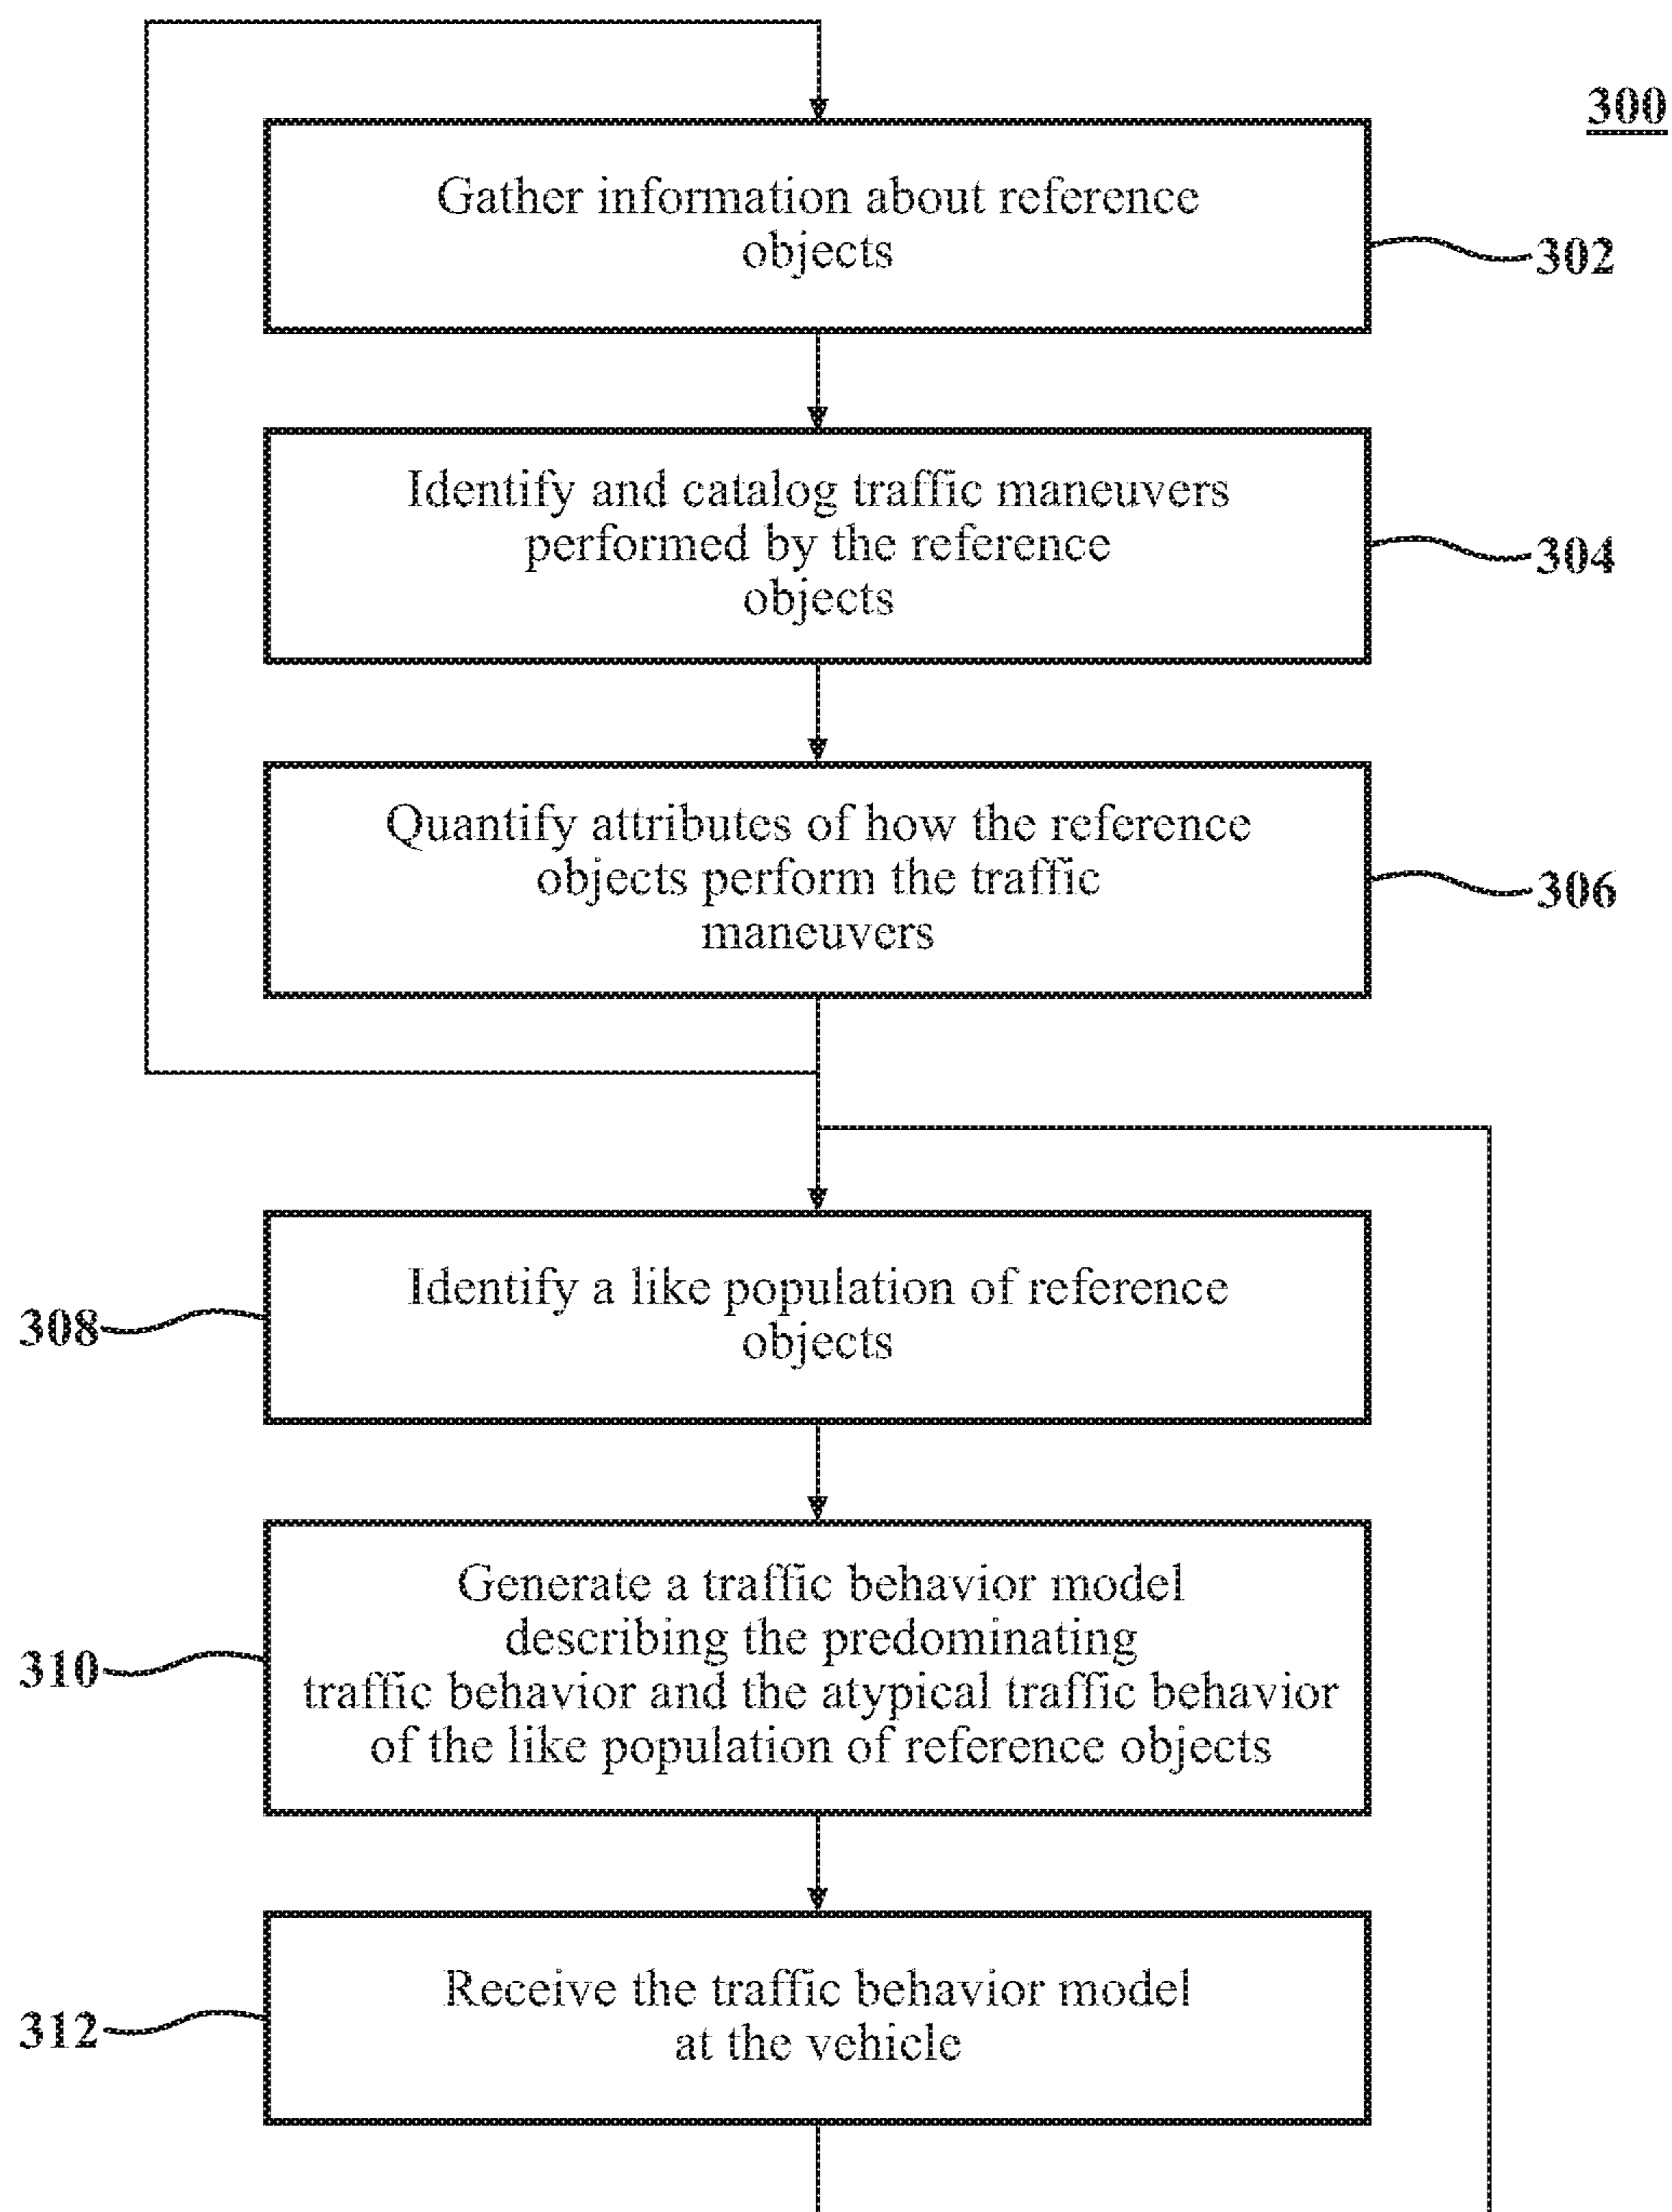 300
Gather information about reference
objects
302
Identify and catalog traffic maneuvers
performed by the reference
objects
304
Quantify attributes of how the reference
objects perform the traffic
maneuvers
306
Identify a like population of reference
objects
308
Generate a traffic behavior model
describing the predominating
traffic behavior and the atypical traffic behavior
of the like population of reference objects
310
Receive the traffic behavior model
at the vehicle
312